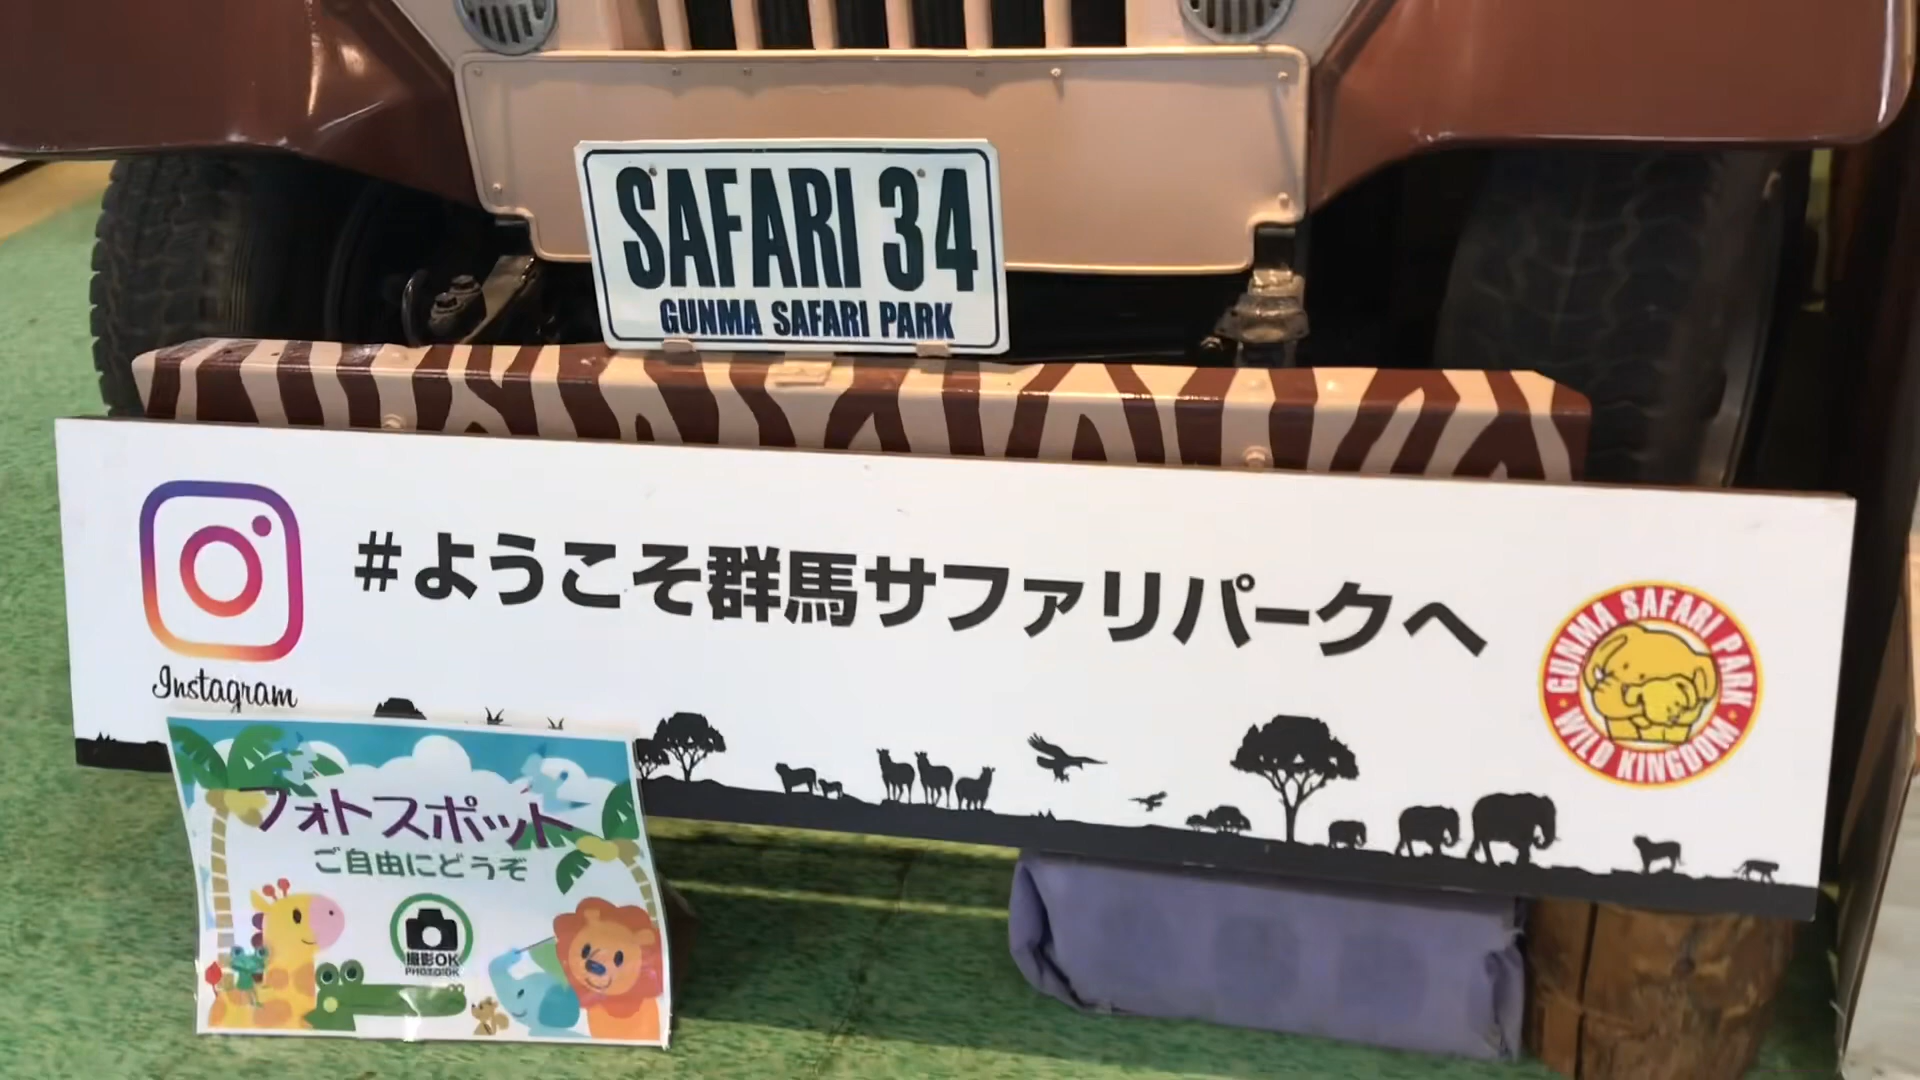 SAFARI 34
GUNMA SAFARI PARK
#ようこそ群馬サファリパークへ
Instagram
GUNMA SAFARI PARK
WILD KINGDOM
フォトスポット
ご自由にどうぞ
撮影OK
PHOTO OK